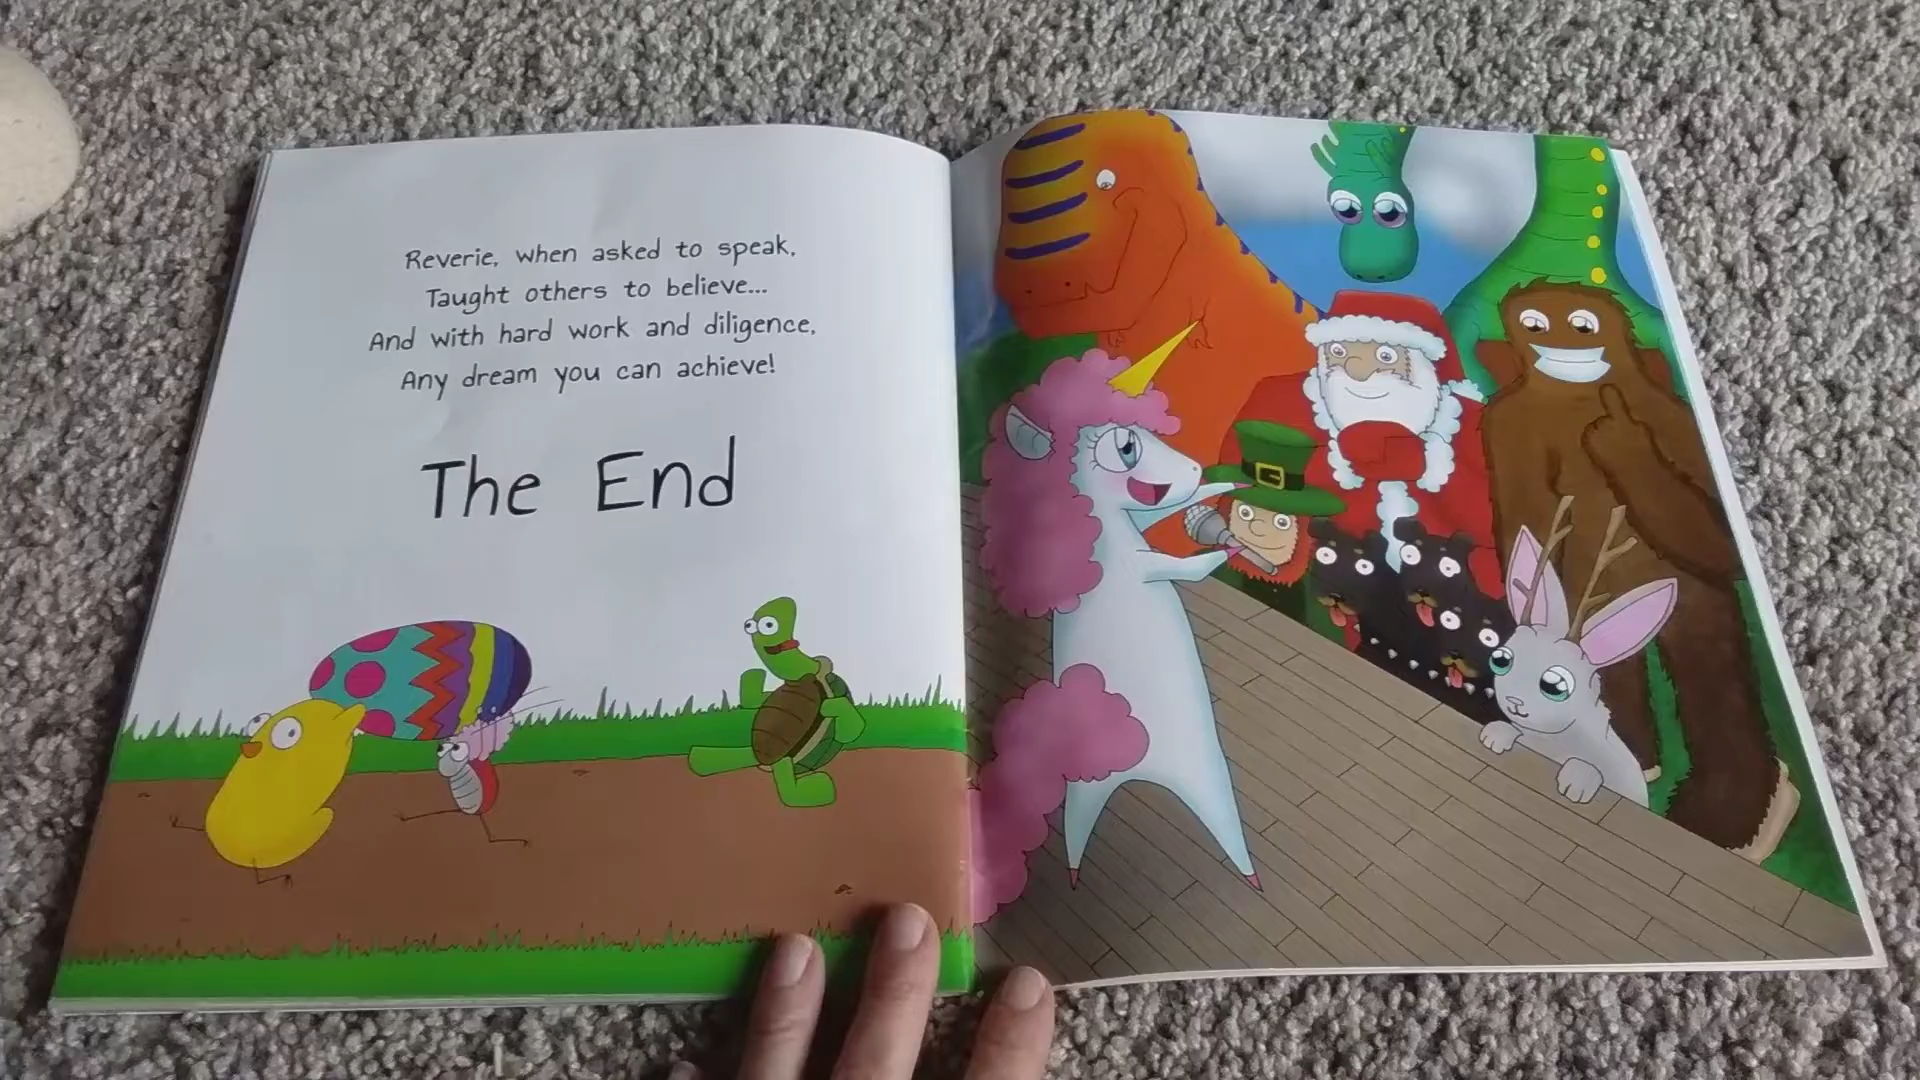 Reverie, when asked to speak,
Taught others to believe...
And with hard work and diligence,
Any dream you can achieve!
The End